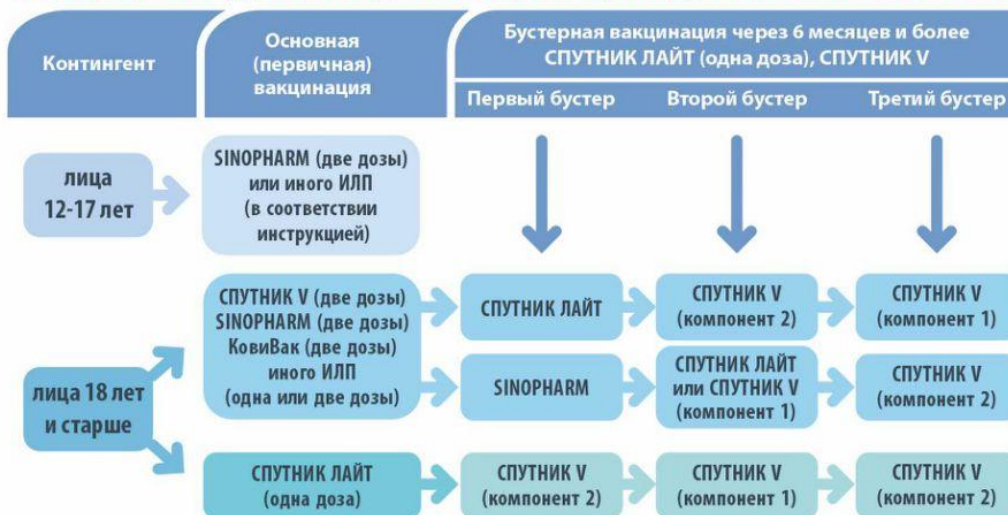 Контингент
Основная
(первичная)
вакцинация
Бустерная вакцинация через 6 месяцев и более
СПУТНИК ЛАЙТ (одна доза), СПУТНИК V
Первый бустер
Второй бустер
Третий бустер
лица
12-17 лет
SINOPHARM (две дозы)
или иного ИЛП
(в соответствии
инструкцией)
лица 18 лет
и старше
СПУТНИК V (две дозы)
SINOPHARM (две дозы)
КовиВак (две дозы)
иного ИЛП
(одна или две дозы)
СПУТНИК ЛАЙТ
СПУТНИК V
(компонент 2)
СПУТНИК V
(компонент 1)
SINOPHARM
СПУТНИК ЛАЙТ
или СПУТНИК V
(компонент 1)
СПУТНИК V
(компонент 2)
СПУТНИК ЛАЙТ
(одна доза)
СПУТНИК V
(компонент 2)
СПУТНИК V
(компонент 1)
СПУТНИК V
(компонент 2)